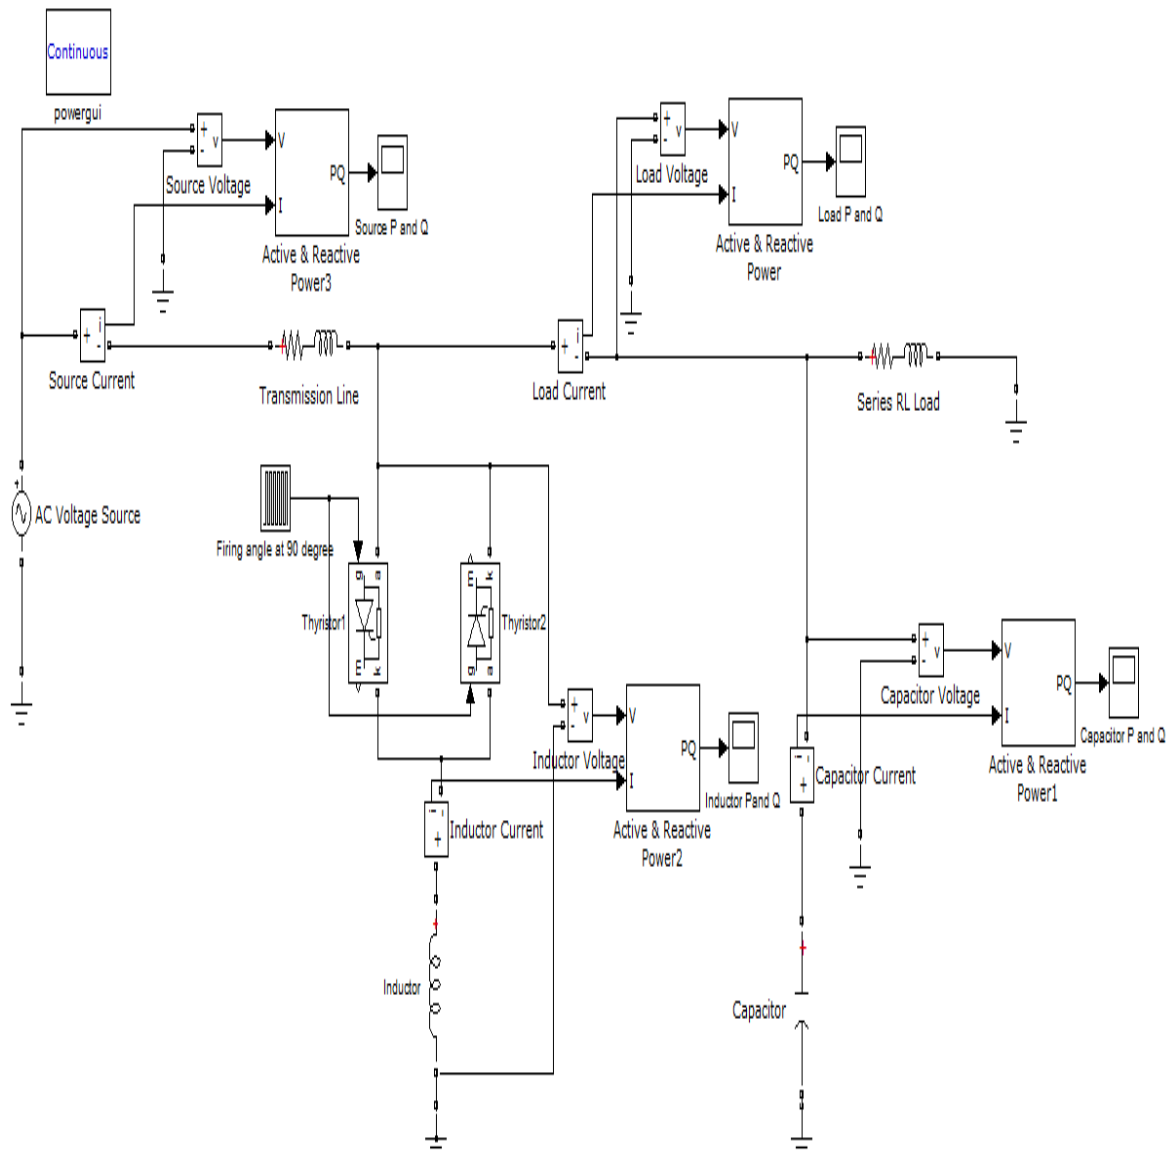 Continuous
powergui
+
v
-
Source Voltage
V
I
PQ
Source P and Q
Active & Reactive
Power3
+
v
-
Load Voltage
V
I
PQ
Load P and Q
Active & Reactive
Power
+
i
-
Source Current
+
Transmission Line
+
i
-
Load Current
+
Series RL Load
+
AC Voltage Source
Firing angle at 90 degree
g
a
m
k
Thyristor1
m
k
g
a
Thyristor2
+
v
-
Inductor Voltage
V
I
PQ
Inductor Pand Q
Active & Reactive
Power2
i
-
+
Inductor Current
+
Inductor
+
v
-
Capacitor Voltage
V
I
PQ
Capacitor P and Q
Active & Reactive
Power1
i
-
+
Capacitor Current
+
Capacitor